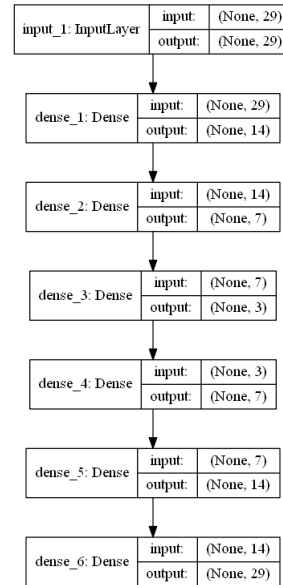 input_1: InputLayer input: (None, 29)
output: (None, 29)
dense_1: Dense input: (None, 29)
output: (None, 14)
dense_2: Dense input: (None, 14)
output: (None, 7)
dense_3: Dense input: (None, 7)
output: (None, 3)
dense_4: Dense input: (None, 3)
output: (None, 7)
dense_5: Dense input: (None, 7)
output: (None, 14)
dense_6: Dense input: (None, 14)
output: (None, 29)